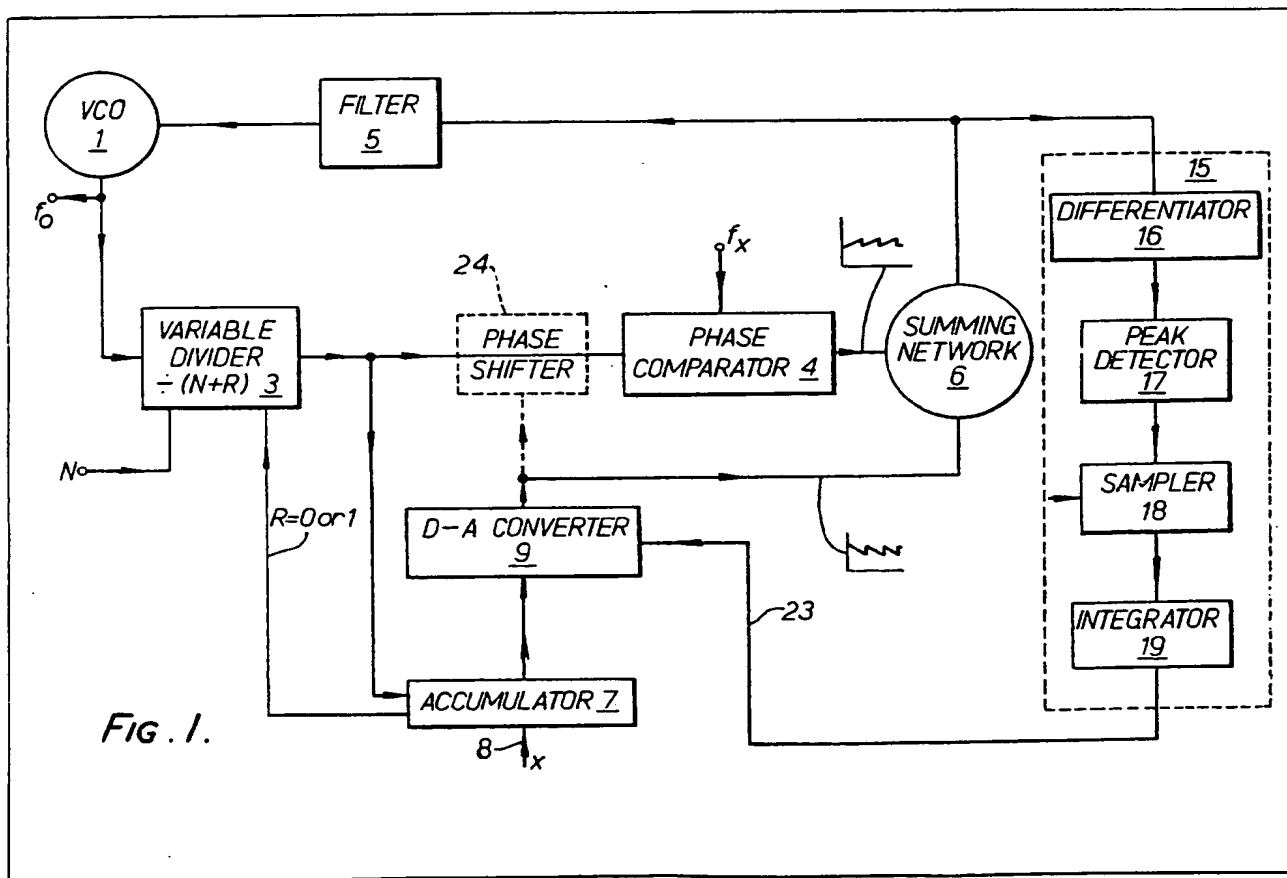 VCO
1
FILTER
5
15
DIFFERENTIATOR
16
fo
24
fx
VARIABLE
DIVIDER
÷ (N+R) 3
PHASE
SHIFTER
PHASE
COMPARATOR 4
SUMMING
NETWORK
6
PEAK
DETECTOR
17
N
R=0 or 1
D-A CONVERTER
9
SAMPLER
18
23
INTEGRATOR
19
ACCUMULATOR 7
FIG. 1.
8
x